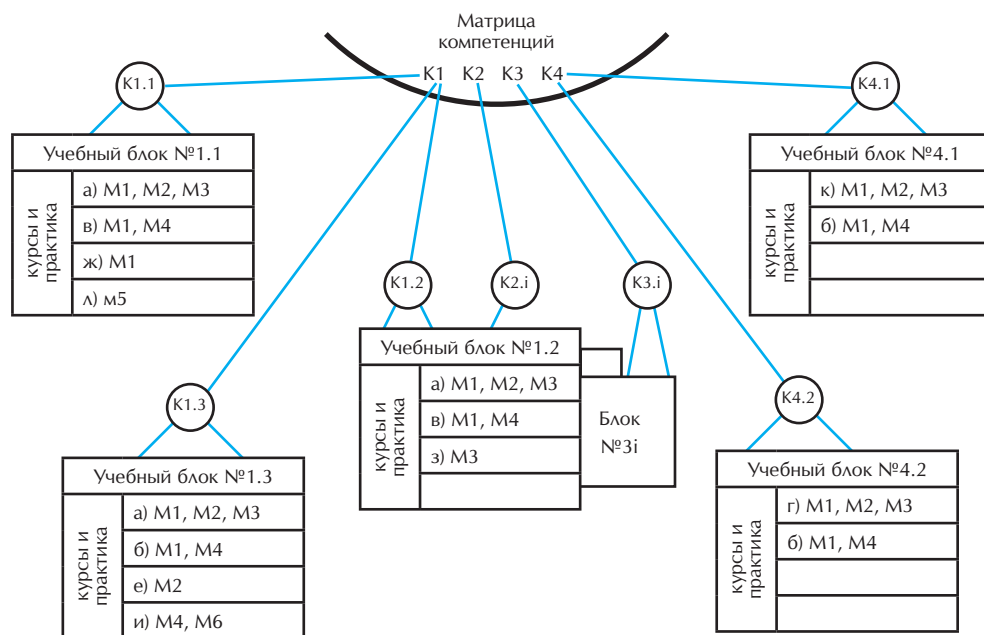 Матрица
компетенций
К1 К2 К3 К4
К1.1
К4.1
Учебный блок №1.1
курсы и
практика
а) М1, М2, М3
в) М1, М4
ж) М1
л) м5
Учебный блок №4.1
курсы и
практика
к) М1, М2, М3
б) М1, М4
К1.2
К2.i
К3.i
Учебный блок №1.2
курсы и
практика
а) М1, М2, М3
в) М1, М4
з) М3
Блок
№3i
К1.3
Учебный блок №1.3
курсы и
практика
а) М1, М2, М3
б) М1, М4
е) М2
и) М4, М6
К4.2
Учебный блок №4.2
курсы и
практика
г) М1, М2, М3
б) М1, М4